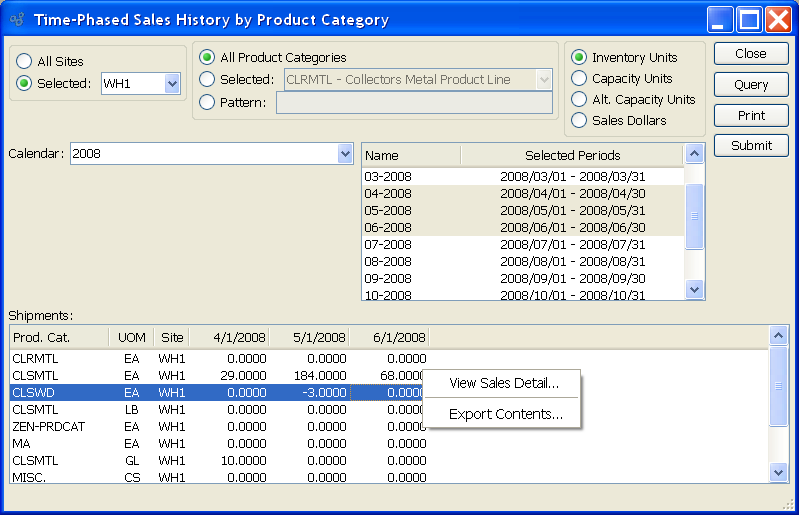 Time-Phased Sales History by Product Category
All Sites
Selected: WH1
All Product Categories
Selected: CLRMTL - Collectors Metal Product Line
Pattern:
Inventory Units
Capacity Units
Alt. Capacity Units
Sales Dollars
Close
Query
Print
Submit
Calendar: 2008
Name Selected Periods
03-2008 2008/03/01 - 2008/03/31
04-2008 2008/04/01 - 2008/04/30
05-2008 2008/05/01 - 2008/05/31
06-2008 2008/06/01 - 2008/06/30
07-2008 2008/07/01 - 2008/07/31
08-2008 2008/08/01 - 2008/08/31
09-2008 2008/09/01 - 2008/09/30
10-2008 2008/10/01 - 2008/10/31
Shipments:
Prod. Cat. UOM Site 4/1/2008 5/1/2008 6/1/2008
CLRMTL EA WH1 0.0000 0.0000 0.0000
CLSMTL EA WH1 29.0000 184.0000 68.0000
CLSWD EA WH1 0.0000 -3.0000 0.0000
CLSMTL LB WH1 0.0000 0.0000 0.0000
ZEN-PRDCAT EA WH1 0.0000 0.0000 0.0000
MA EA WH1 0.0000 0.0000 0.0000
CLSMTL GL WH1 10.0000 0.0000 0.0000
MISC. CS WH1 0.0000 0.0000 0.0000
View Sales Detail...
Export Contents...